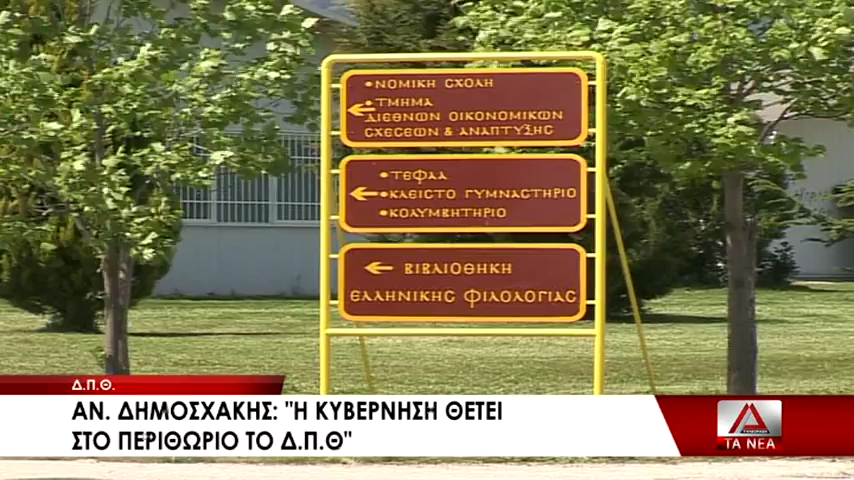 •ΝΟΜΙΚΗ ΣΧΟΛΗ
•ΤΜΗΜΑ
ΔΙΕΘΝΩΝ ΟΙΚΟΝΟΜΙΚΩΝ
ΣΧΕΣΕΩΝ & ΑΝΑΠΤΥΞΗΣ
•ΤΕΦΑΑ
•ΚΛΕΙΣΤΟ ΓΥΜΝΑΣΤΗΡΙΟ
•ΚΟΛΥΜΒΗΤΗΡΙΟ
ΒΙΒΛΙΟΘΗΚΗ
ΕΛΛΗΝΙΚΗΣ ΦΙΛΟΛΟΓΙΑΣ
Δ.Π.Θ.
ΑΝ. ΔΗΜΟΣΧΑΚΗΣ: "Η ΚΥΒΕΡΝΗΣΗ ΘΕΤΕΙ
ΣΤΟ ΠΕΡΙΘΩΡΙΟ ΤΟ Δ.Π.Θ"
ΤΑ ΝΕΑ